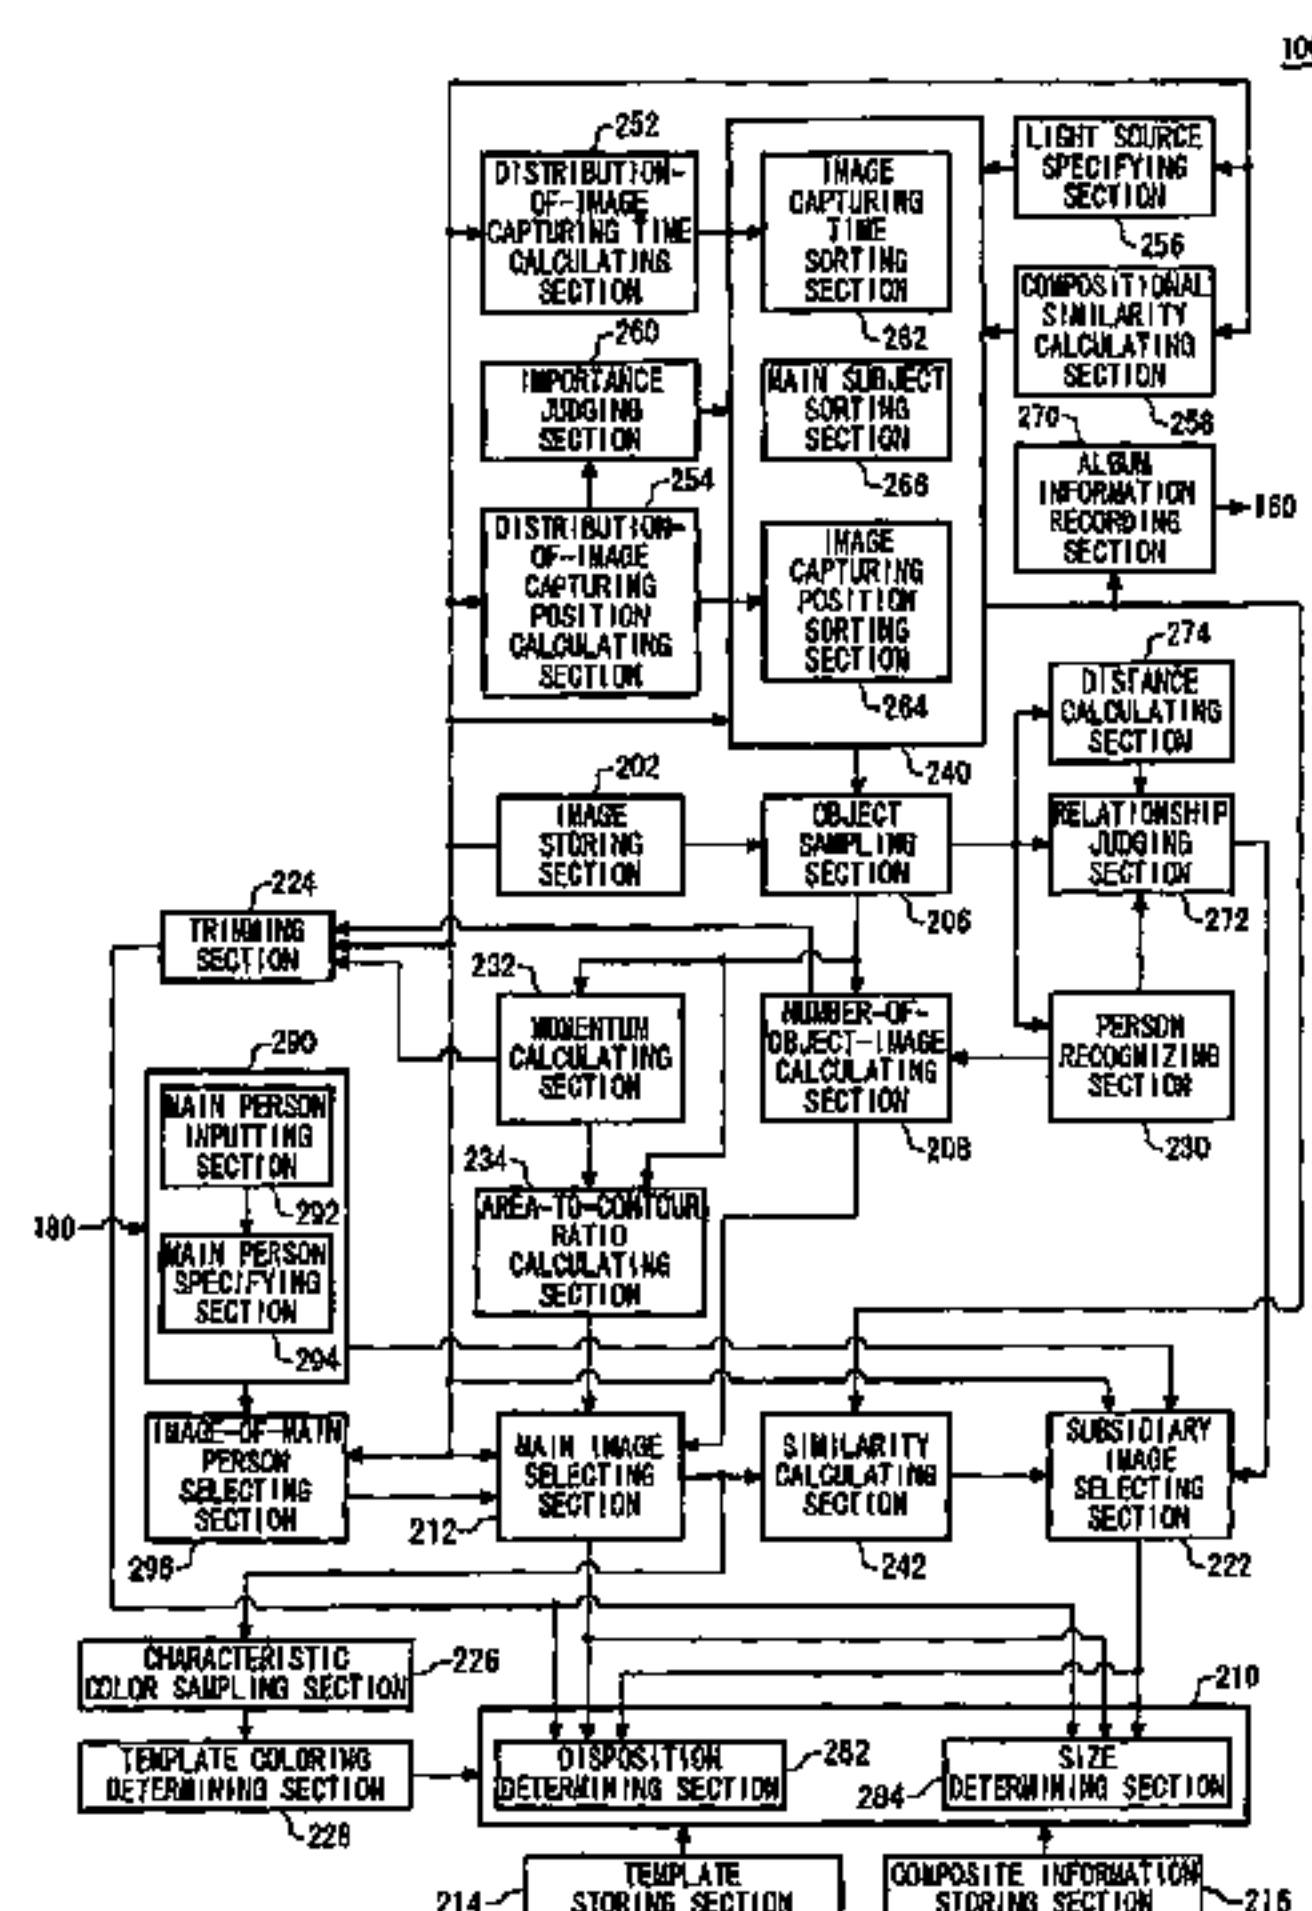 252
DISTRIBUTION-
OF-IMAGE
CAPTURING TIME
CALCULATING
SECTION
IMAGE
CAPTURING
TIME
SORTING
SECTION
262
LIGHT SOURCE
SPECIFYING
SECTION
256
COMPOSITIONAL
SIMILARITY
CALCULATING
SECTION
258
260
IMPORTANCE
JUDGING
SECTION
MAIN SUBJECT
SORTING
SECTION
266
270
ALBUM
INFORMATION
RECORDING
SECTION
160
254
DISTRIBUTION-
OF-IMAGE
CAPTURING
POSITION
CALCULATING
SECTION
IMAGE
CAPTURING
POSITION
SORTING
SECTION
264
240
274
DISTANCE
CALCULATING
SECTION
202
IMAGE
STORING
SECTION
OBJECT
SAMPLING
SECTION
206
RELATIONSHIP
JUDGING
SECTION
272
224
TRIMMING
SECTION
232
MOMENTUM
CALCULATING
SECTION
NUMBER-OF-
OBJECT-IMAGE
CALCULATING
SECTION
208
PERSON
RECOGNIZING
SECTION
230
290
MAIN PERSON
INPUTTING
SECTION
292
180
MAIN PERSON
SPECIFYING
SECTION
294
234
AREA-TO-CONTOUR
RATIO
CALCULATING
SECTION
IMAGE-OF-MAIN
PERSON
SELECTING
SECTION
296
MAIN IMAGE
SELECTING
SECTION
212
SIMILARITY
CALCULATING
SECTION
242
SUBSIDIARY
IMAGE
SELECTING
SECTION
222
CHARACTERISTIC
COLOR SAMPLING SECTION
226
TEMPLATE COLORING
DETERMINING SECTION
228
210
DISPOSITION
DETERMINING SECTION
282
SIZE
DETERMINING SECTION
284
TEMPLATE
STORING SECTION
214
COMPOSITE INFORMATION
STORING SECTION